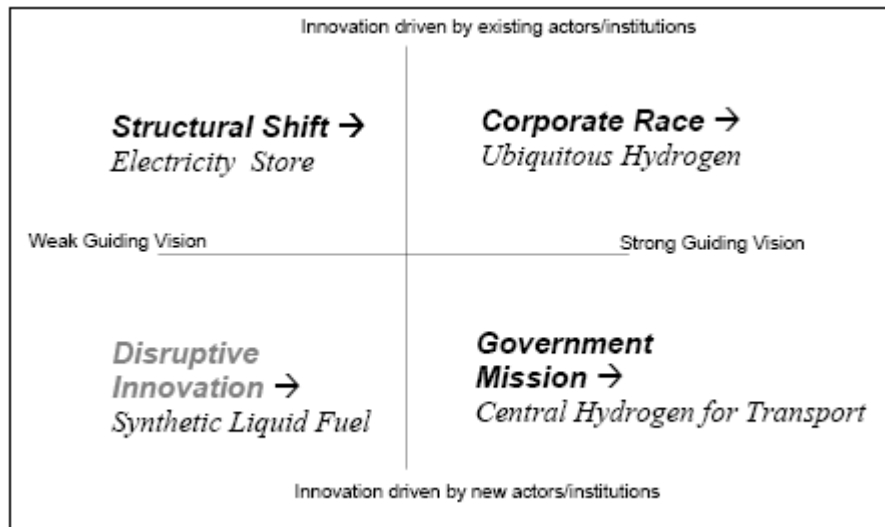 Innovation driven by existing actors/institutions
Structural Shift →
Electricity Store
Corporate Race →
Ubiquitous Hydrogen
Weak Guiding Vision
Strong Guiding Vision
Disruptive
Innovation →
Synthetic Liquid Fuel
Government
Mission →
Central Hydrogen for Transport
Innovation driven by new actors/institutions